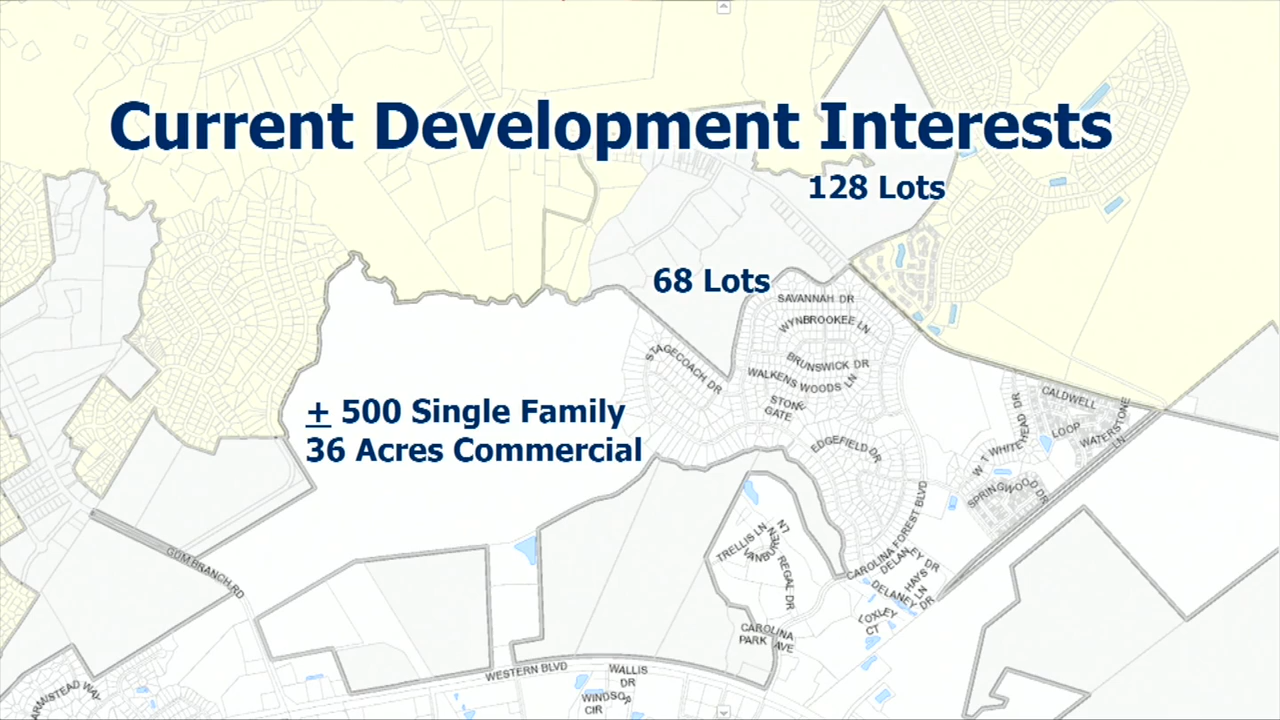 Current Development Interests
128 Lots
68 Lots
SAVANNAH DR
WYNBROOKEE LN
STAGECOACH DR
BRUNSWICK DR
WALKENS WOODS LN
STONE
GATE
± 500 Single Family
36 Acres Commercial
EDGEFIELD DR
CALDWELL
LOOP
W T WHITEHEAD DR
WATERSTONE
LN
SPRINGWOOD DR
CAROLINA FOREST BLVD
GUM BRANCH RD
TRELLIS LN
VANBUREN LN
REGAL DR
DELANEY DR
HAYS
LN
DELANEY DR
FOXLEY
CT
CAROLINA
PARK AVE
WESTERN BLVD
WALLIS
DR
WINDSOR
CIR
ARMISTEAD WAY